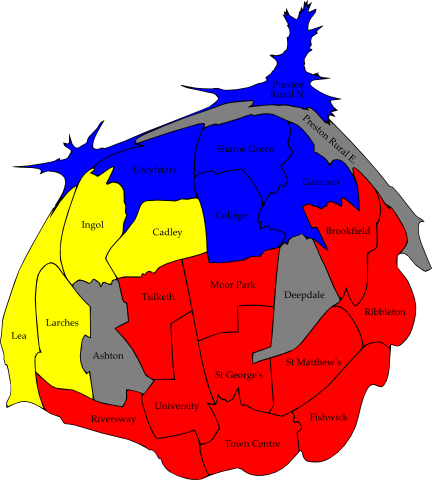 Preston
Rural N.
Preston Rural E.
Sharoe Green
Greyfriars
Garrison
Ingol
College
Cadley
Brookfield
Moor Park
Tulketh
Deepdale
Larches
Ribbleton
Lea
Ashton
St Matthew's
St George's
University
Riversway
Fishwick
Town Centre